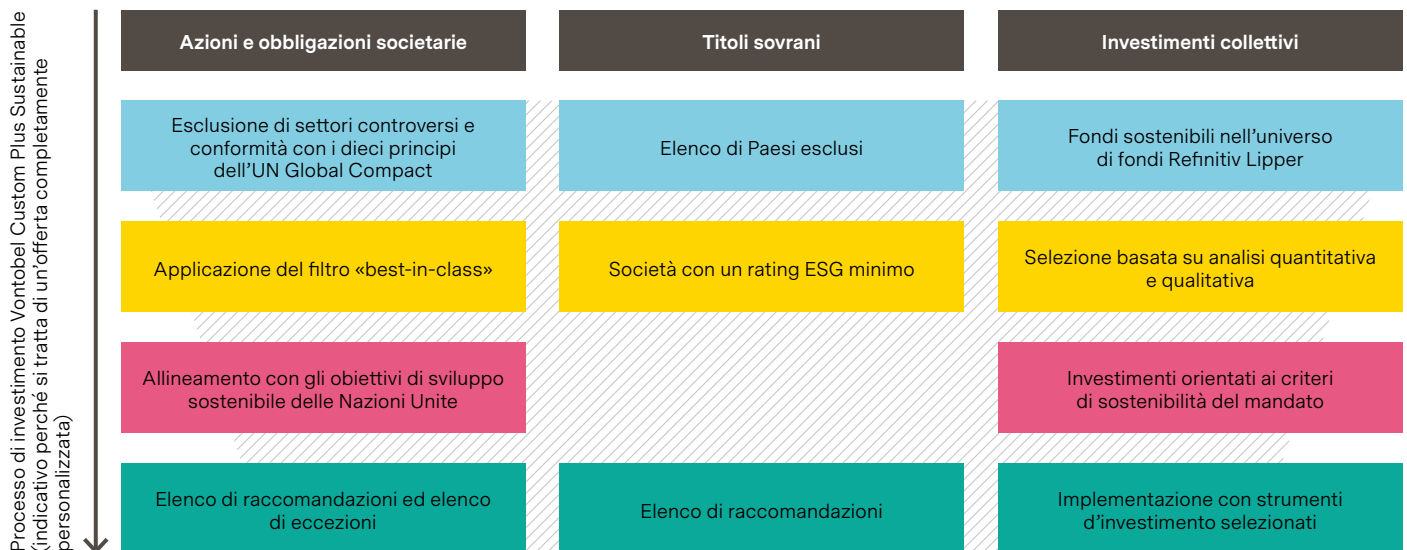 Processo di investimento Vontobel Custom Plus Sustainable
(indicativo perché si tratta di un'offerta completamente
personalizzata)
Azioni e obbligazioni societarie
Titoli sovrani
Investimenti collettivi
Esclusione di settori controversi e
conformità con i dieci principi
dell'UN Global Compact
Elenco di Paesi esclusi
Fondi sostenibili nell'universo
di fondi Refinitiv Lipper
Applicazione del filtro «best-in-class»
Società con un rating ESG minimo
Selezione basata su analisi quantitativa
e qualitativa
Allineamento con gli obiettivi di sviluppo
sostenibile delle Nazioni Unite
Investimenti orientati ai criteri
di sostenibilità del mandato
Elenco di raccomandazioni ed elenco
di eccezioni
Elenco di raccomandazioni
Implementazione con strumenti
d'investimento selezionati